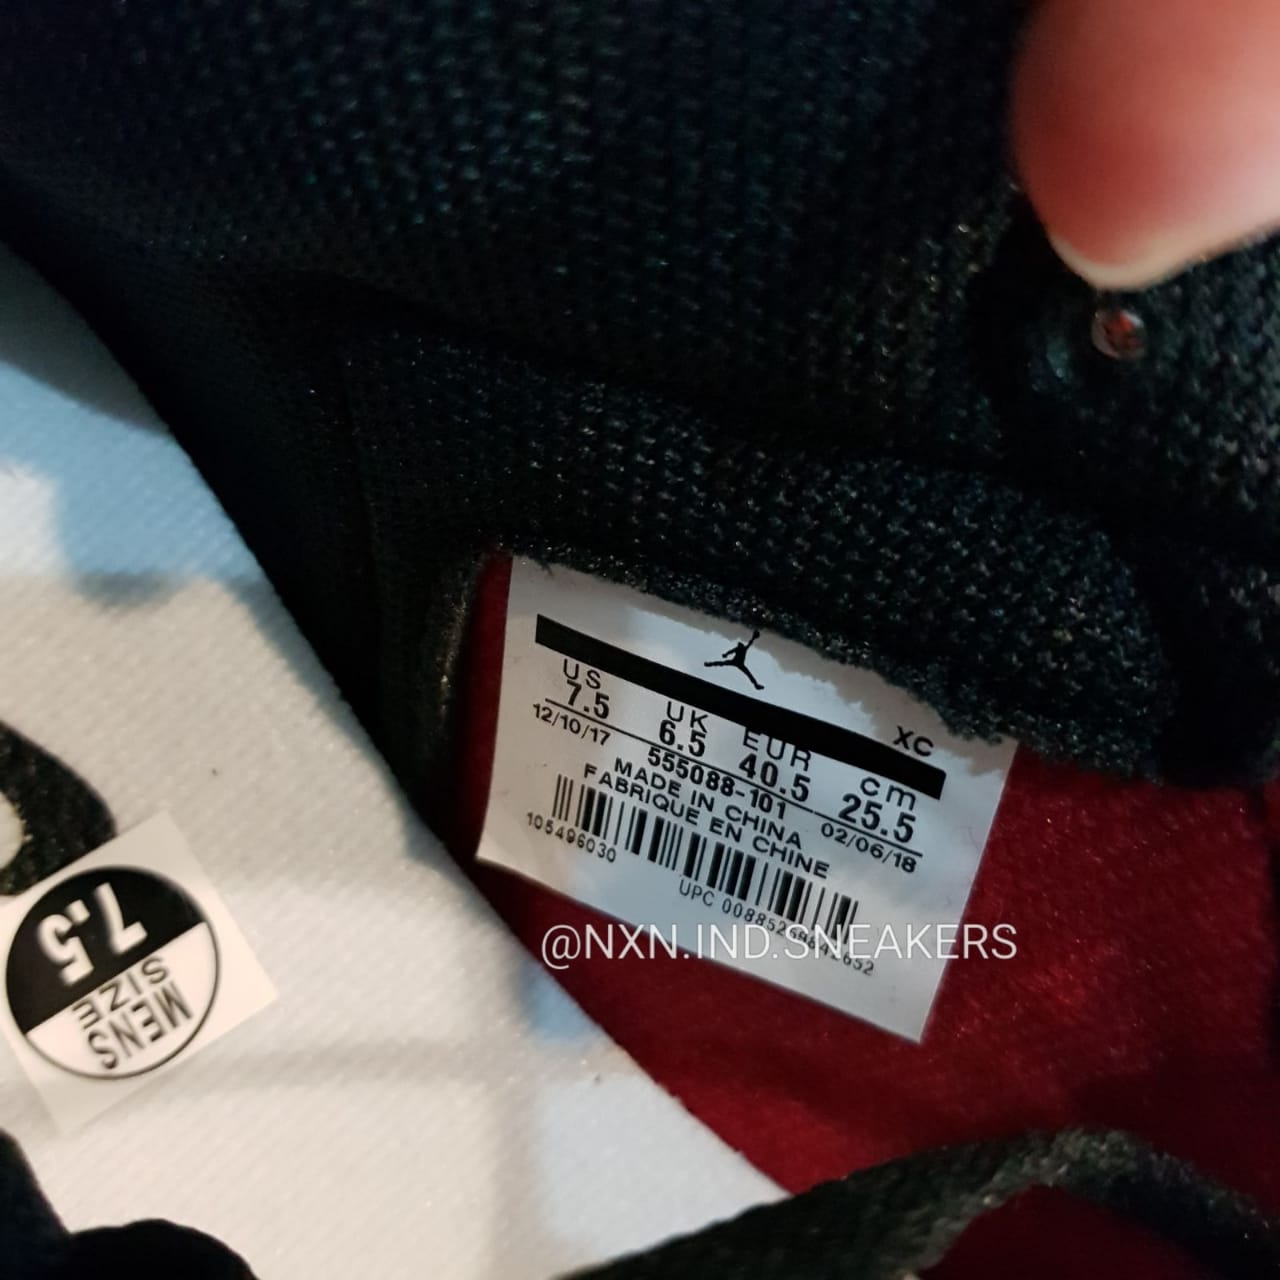 XC
US UK EUR cm
7.5 6.5 40.5 25.5
12/10/17 02/06/18
555088-101
MADE IN CHINA
FABRIQUE EN CHINE
105496030
UPC
@NXN.IND.SNEAKERS
7.5
MENS
SIZE